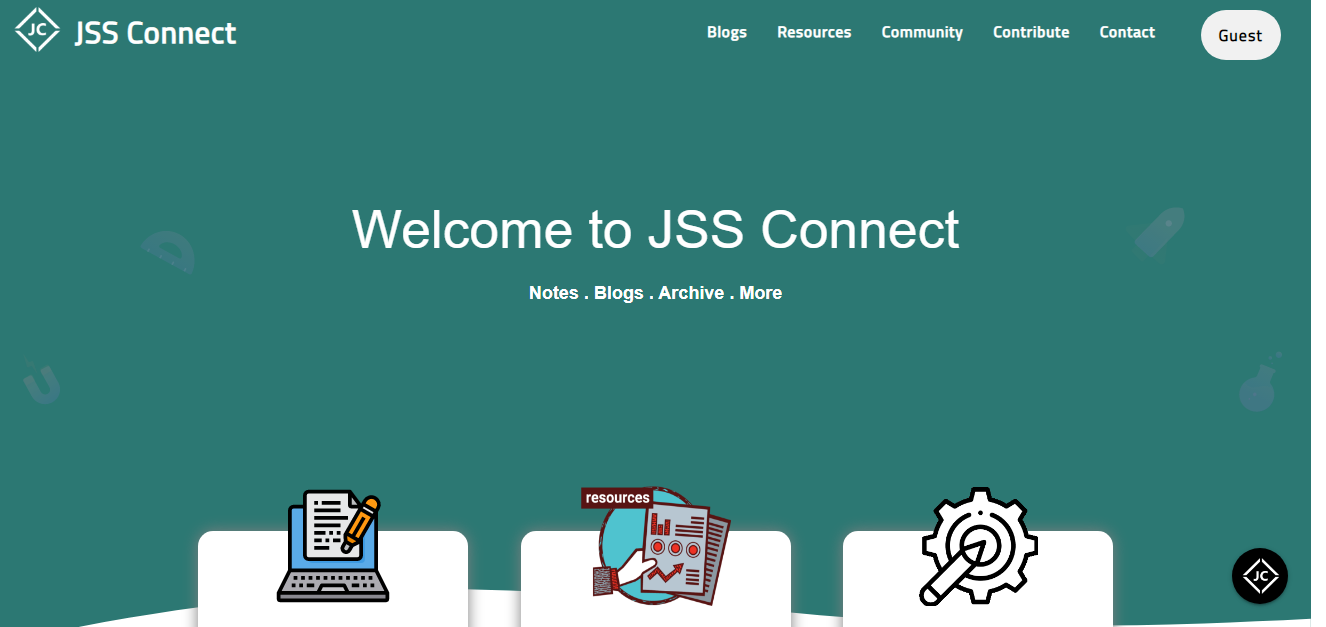 JC
JSS Connect
Blogs
Resources
Community
Contribute
Contact
Guest
Welcome to JSS Connect
Notes . Blogs . Archive . More
resources
JC